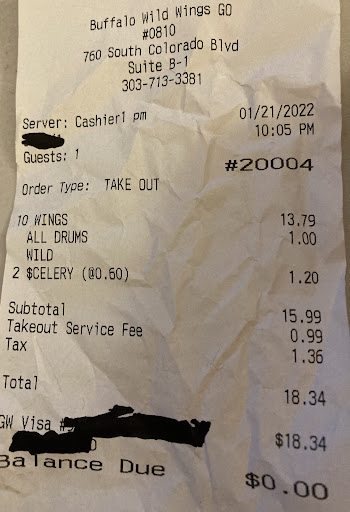 Buffalo Wild Wings GO
#0810
760 South Colorado Blvd
Suite B-1
303-713-3381
Server: Cashier1 pm 01/21/2022
10:05 PM
Guests: 1
#20004
Order Type: TAKE OUT
10 WINGS 13.79
ALL DRUMS 1.00
WILD
2 $CELERY (@0.60) 1.20
Subtotal 15.99
Takeout Service Fee 0.99
Tax 1.36
Total 18.34
GW Visa
$18.34
Balance Due $0.00